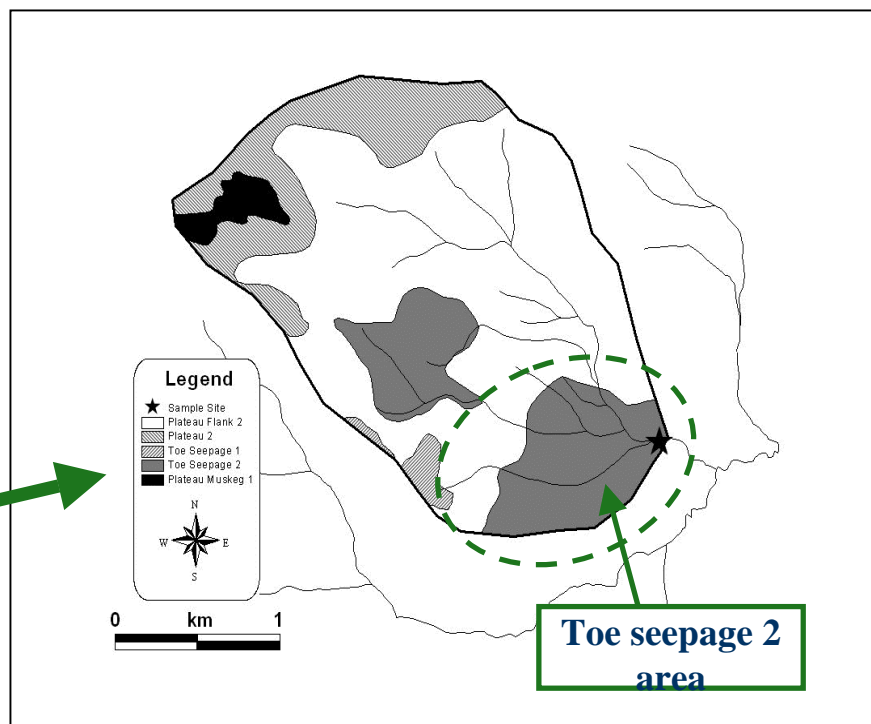 Legend
Sample Site
Plateau Flank 2
Plateau 2
Toe Seepage 1
Toe Seepage 2
Plateau Muskeg 1
N
W E
S
0 km 1
Toe seepage 2
area